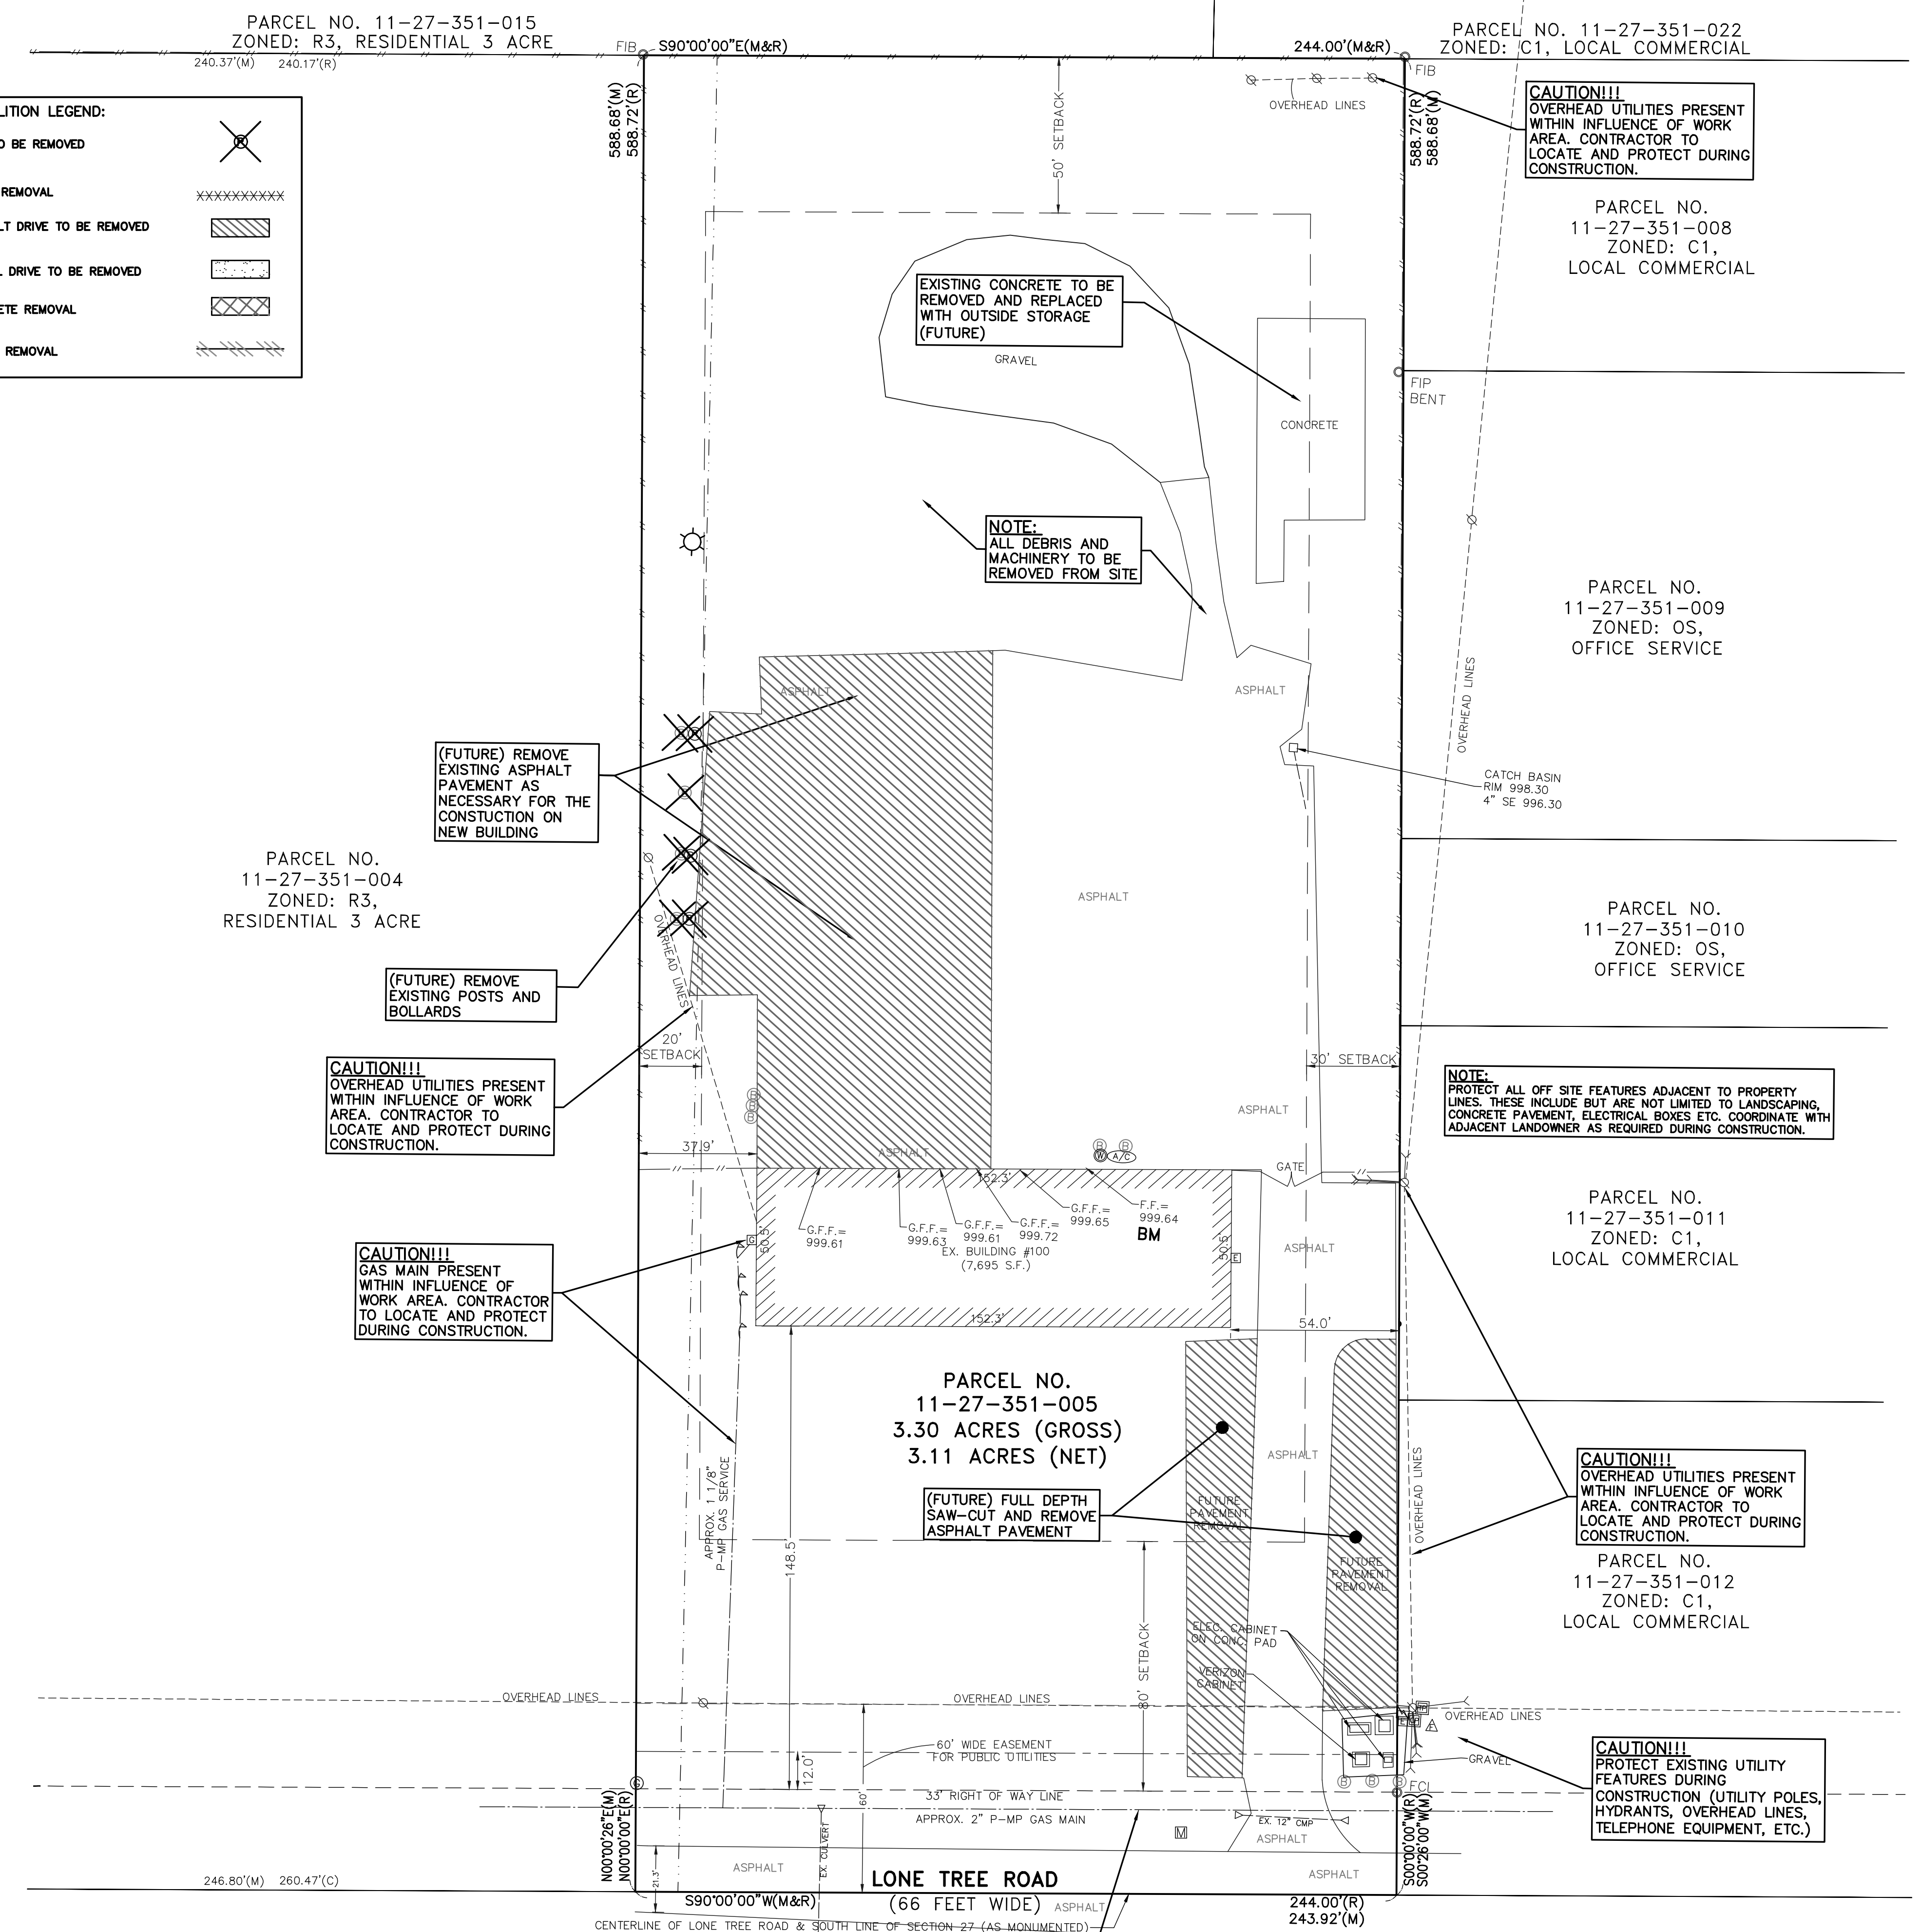 PARCEL NO. 11-27-351-015
ZONED: R3, RESIDENTIAL 3 ACRE
240.37'(M) 240.17'(R)
FIB
S90°00'00"E(M&R)
244.00'(M&R)
PARCEL NO. 11-27-351-022
ZONED: C1, LOCAL COMMERCIAL
FIB
588.68'(M)
588.72'(R)
588.72'(R)
588.68'(M)
OVERHEAD LINES
50' SETBACK
CAUTION!!!
OVERHEAD UTILITIES PRESENT
WITHIN INFLUENCE OF WORK
AREA. CONTRACTOR TO
LOCATE AND PROTECT DURING
CONSTRUCTION.
LITION LEGEND:
O BE REMOVED
R
REMOVAL
LT DRIVE TO BE REMOVED
L DRIVE TO BE REMOVED
ETE REMOVAL
REMOVAL
PARCEL NO.
11-27-351-008
ZONED: C1,
LOCAL COMMERCIAL
EXISTING CONCRETE TO BE
REMOVED AND REPLACED
WITH OUTSIDE STORAGE
(FUTURE)
GRAVEL
FIP
BENT
CONCRETE
NOTE:
ALL DEBRIS AND
MACHINERY TO BE
REMOVED FROM SITE
PARCEL NO.
11-27-351-009
ZONED: OS,
OFFICE SERVICE
OVERHEAD LINES
ASPHALT
ASPHALT
(FUTURE) REMOVE
EXISTING ASPHALT
PAVEMENT AS
NECESSARY FOR THE
CONSTUCTION ON
NEW BUILDING
CATCH BASIN
RIM 998.30
4" SE 996.30
PARCEL NO.
11-27-351-004
ZONED: R3,
RESIDENTIAL 3 ACRE
ASPHALT
PARCEL NO.
11-27-351-010
ZONED: OS,
OFFICE SERVICE
OVERHEAD LINES
(FUTURE) REMOVE
EXISTING POSTS AND
BOLLARDS
20'
SETBACK
30' SETBACK
CAUTION!!!
OVERHEAD UTILITIES PRESENT
WITHIN INFLUENCE OF WORK
AREA. CONTRACTOR TO
LOCATE AND PROTECT DURING
CONSTRUCTION.
NOTE:
PROTECT ALL OFF SITE FEATURES ADJACENT TO PROPERTY
LINES. THESE INCLUDE BUT ARE NOT LIMITED TO LANDSCAPING,
CONCRETE PAVEMENT, ELECTRICAL BOXES ETC. COORDINATE WITH
ADJACENT LANDOWNER AS REQUIRED DURING CONSTRUCTION.
B
B
B
ASPHALT
37.9'
ASPHALT
B B
W A/C
GATE
152.3'
G.F.F.=
999.61
G.F.F.=
999.63
G.F.F.=
999.61
G.F.F.=
999.72
G.F.F.=
999.65
F.F.=
999.64
BM
EX. BUILDING #100
(7,695 S.F.)
50.5'
50.5'
G
E
ASPHALT
152.3'
54.0'
PARCEL NO.
11-27-351-011
ZONED: C1,
LOCAL COMMERCIAL
CAUTION!!!
GAS MAIN PRESENT
WITHIN INFLUENCE OF
WORK AREA. CONTRACTOR
TO LOCATE AND PROTECT
DURING CONSTRUCTION.
PARCEL NO.
11-27-351-005
3.30 ACRES (GROSS)
3.11 ACRES (NET)
ASPHALT
APPROX. 1 1/8"
P-MP GAS SERVICE
148.5'
(FUTURE) FULL DEPTH
SAW-CUT AND REMOVE
ASPHALT PAVEMENT
FUTURE
PAVEMENT
REMOVAL
FUTURE
PAVEMENT
REMOVAL
OVERHEAD LINES
CAUTION!!!
OVERHEAD UTILITIES PRESENT
WITHIN INFLUENCE OF WORK
AREA. CONTRACTOR TO
LOCATE AND PROTECT DURING
CONSTRUCTION.
PARCEL NO.
11-27-351-012
ZONED: C1,
LOCAL COMMERCIAL
ELEC. CABINET
ON CONC. PAD
VERIZON
CABINET
80' SETBACK
OVERHEAD LINES
OVERHEAD LINES
OVERHEAD LINES
60' WIDE EASEMENT
FOR PUBLIC UTILITIES
12.0'
60'
GRAVEL
CAUTION!!!
PROTECT EXISTING UTILITY
FEATURES DURING
CONSTRUCTION (UTILITY POLES,
HYDRANTS, OVERHEAD LINES,
TELEPHONE EQUIPMENT, ETC.)
G
B B B
FCI
33' RIGHT OF WAY LINE
APPROX. 2" P-MP GAS MAIN
EX. 12" CMP
M
N00°00'26"E(M)
N00°00'00"E(R)
S00°00'00"W(R)
S00°26'00"W(M)
EX. CULVERT
ASPHALT
ASPHALT
ASPHALT
21.3'
246.80'(M) 260.47'(C)
LONE TREE ROAD
(66 FEET WIDE)
ASPHALT
S90°00'00"W(M&R)
244.00'(R)
243.92'(M)
CENTERLINE OF LONE TREE ROAD & SOUTH LINE OF SECTION 27 (AS MONUMENTED)